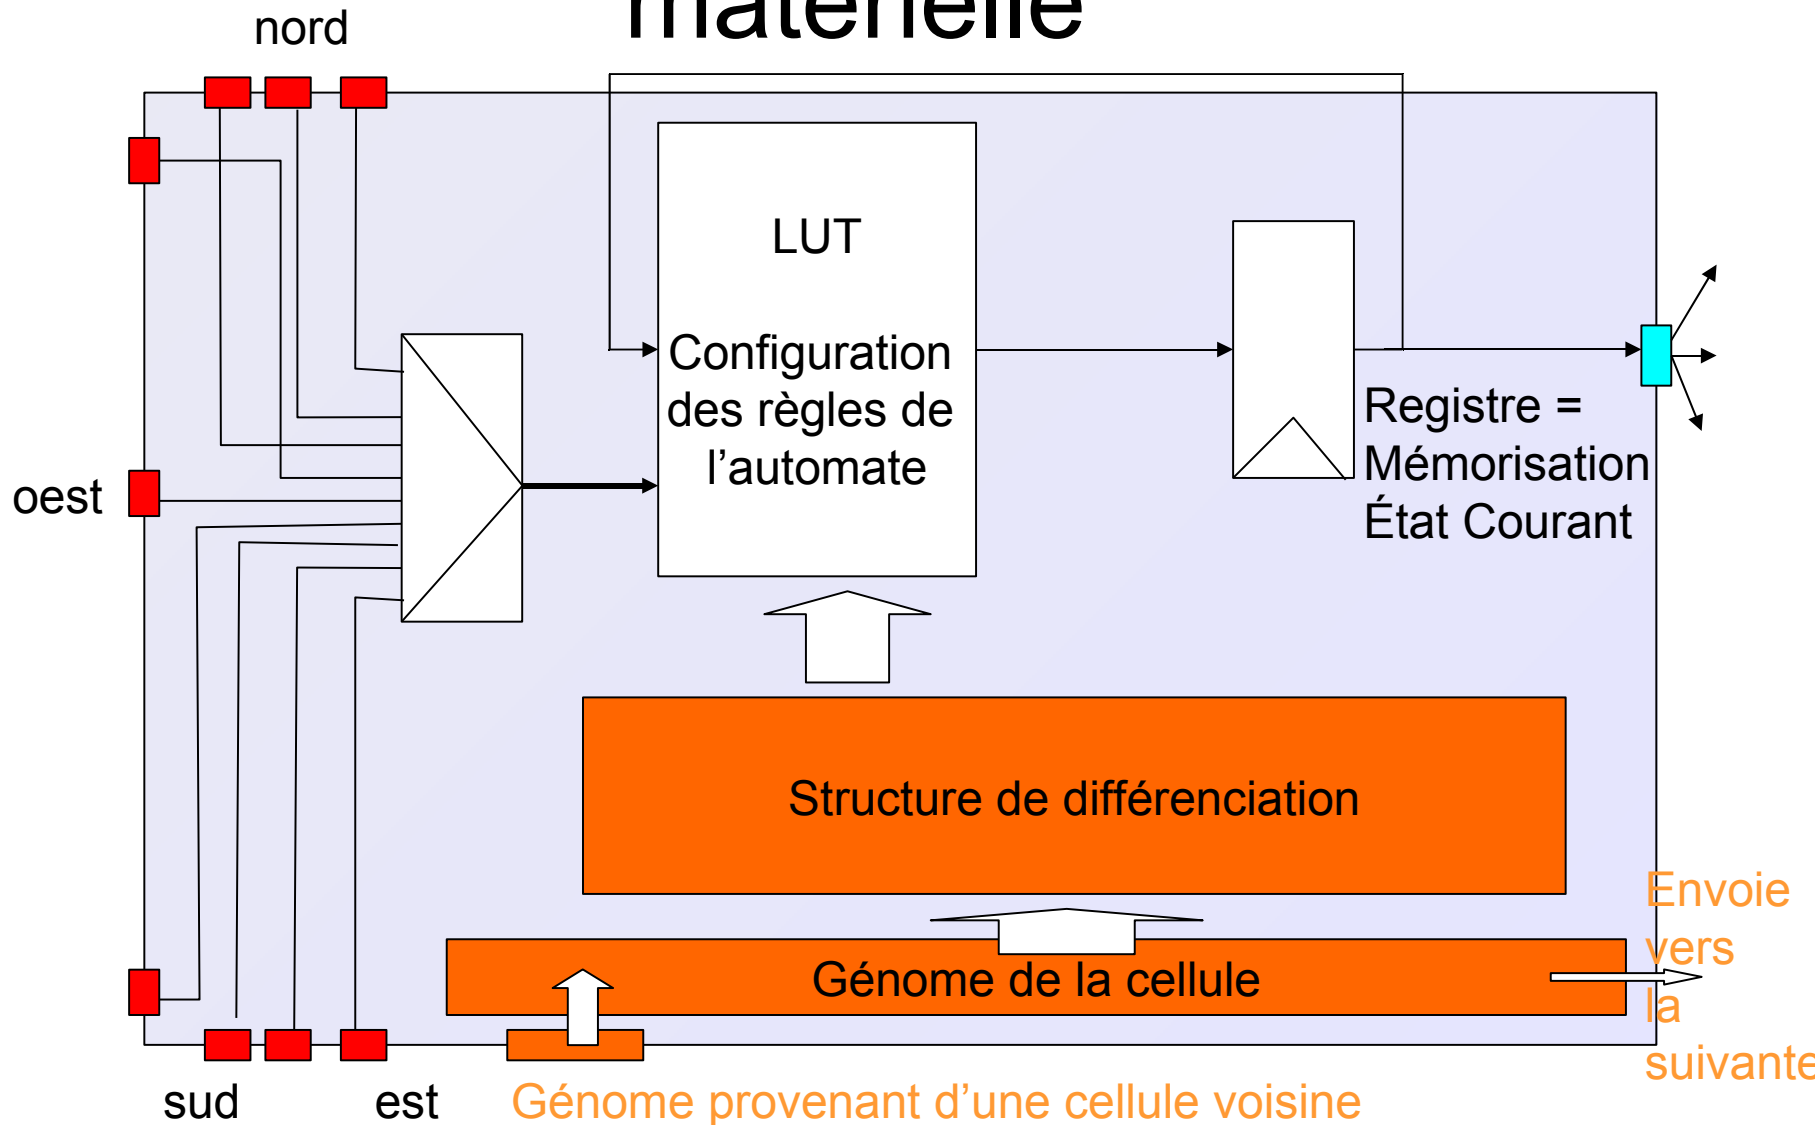 matérielle
nord
LUT
Configuration
des règles de
l’automate
Registre =
Mémorisation
État Courant
oest
Structure de différenciation
Envoie
vers
la
suivante
Génome de la cellule
sud
est
Génome provenant d’une cellule voisine